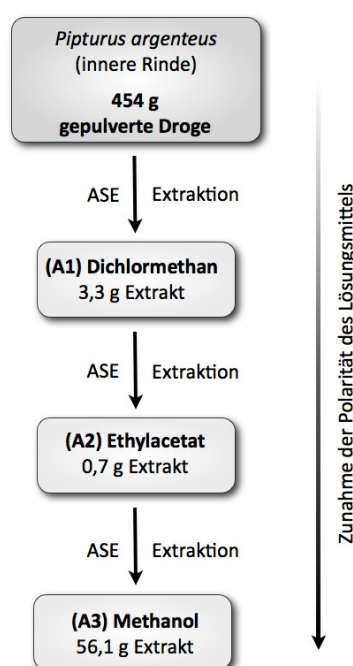 Pipturus argenteus
(innere Rinde)
454 g
gepulverte Droge
ASE Extraktion
(A1) Dichlormethan
3,3 g Extrakt
ASE Extraktion
(A2) Ethylacetat
0,7 g Extrakt
ASE Extraktion
(A3) Methanol
56,1 g Extrakt
Zunahme der Polarität des Lösungsmittels